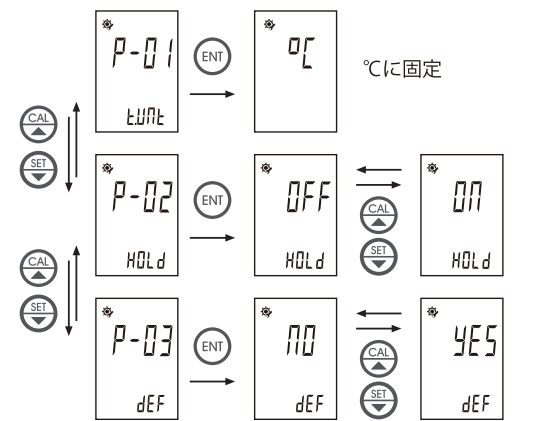 P-01
t.UNt
ENT
℃
℃に固定
CAL
SET
P-02
HOLd
ENT
OFF
HOLd
CAL
SET
ON
HOLd
CAL
SET
P-03
dEF
ENT
NO
dEF
CAL
SET
YES
dEF